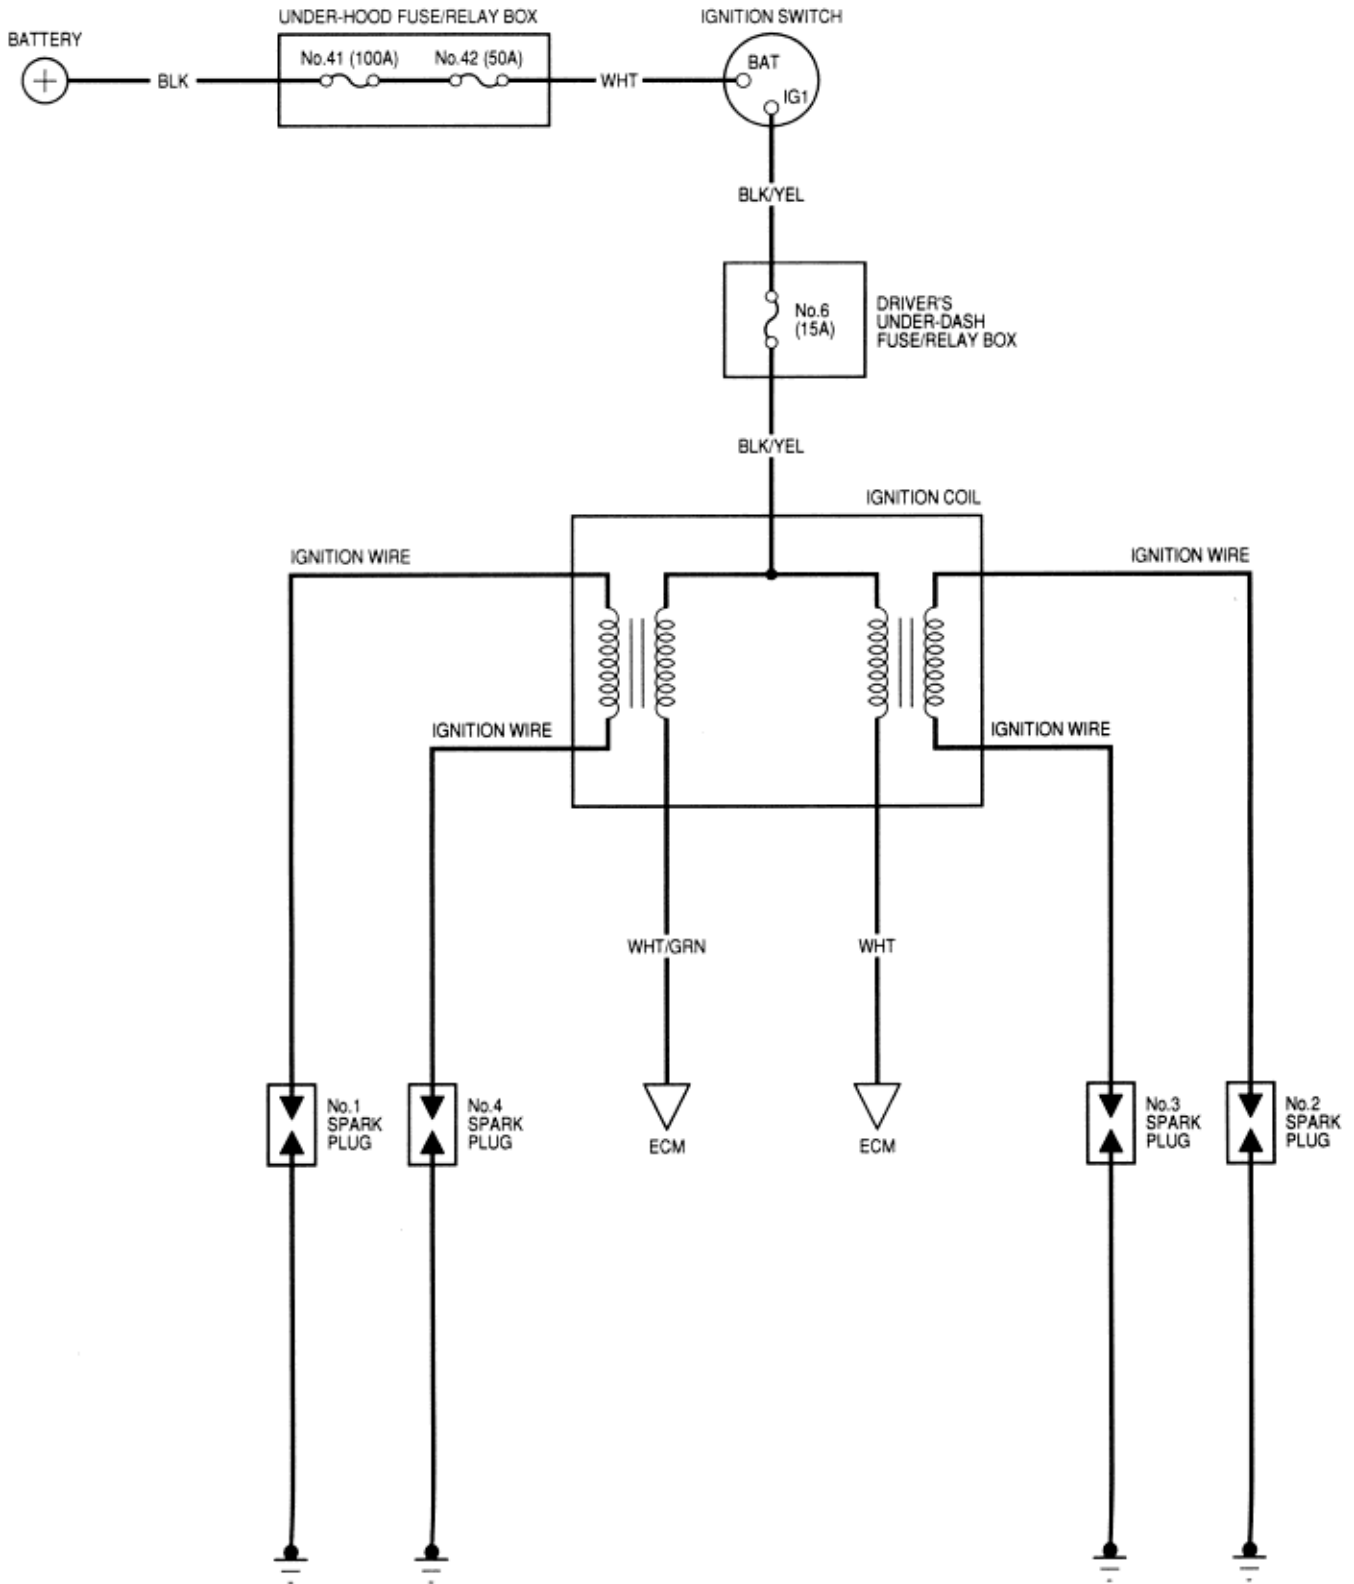 UNDER-HOOD FUSE/RELAY BOX
IGNITION SWITCH
BATTERY
No.41 (100A)
No.42 (50A)
BAT
BLK
WHT
IG1
BLK/YEL
No.6
(15A)
DRIVER'S
UNDER-DASH
FUSE/RELAY BOX
BLK/YEL
IGNITION COIL
IGNITION WIRE
IGNITION WIRE
IGNITION WIRE
IGNITION WIRE
WHT/GRN
WHT
No.1
SPARK
PLUG
No.4
SPARK
PLUG
ECM
ECM
No.3
SPARK
PLUG
No.2
SPARK
PLUG